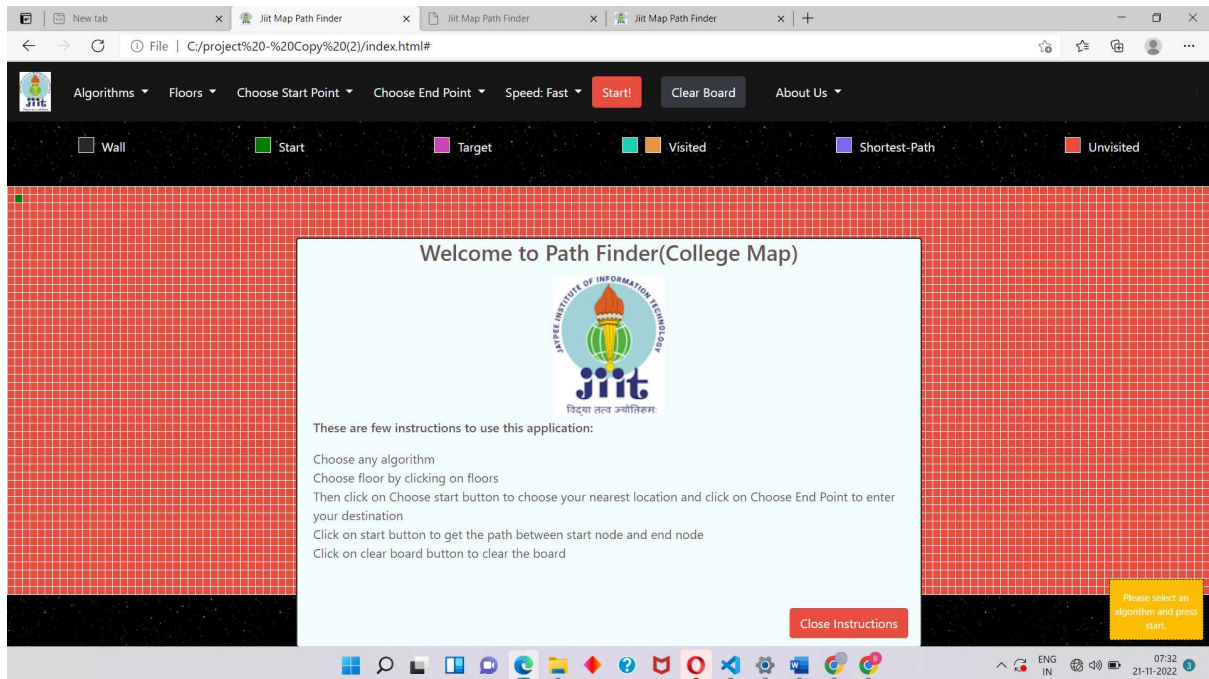 New tab
Jiit Map Path Finder
Jiit Map Path Finder
Jiit Map Path Finder
File | C:/project%20-%20Copy%20(2)/index.html#
jiit
Algorithms
Floors
Choose Start Point
Choose End Point
Speed: Fast
Start!
Clear Board
About Us
Wall
Start
Target
Visited
Shortest-Path
Unvisited
Welcome to Path Finder(College Map)
JAYPEE INSTITUTE OF INFORMATION TECHNOLOGY
jiit
विद्या तत्व ज्योतिसम:
These are few instructions to use this application:
Choose any algorithm
Choose floor by clicking on floors
Then click on Choose start button to choose your nearest location and click on Choose End Point to enter
your destination
Click on start button to get the path between start node and end node
Click on clear board button to clear the board
Close Instructions
Please select an
algorithm and press
start.
ENG
IN
07:32
21-11-2022
3